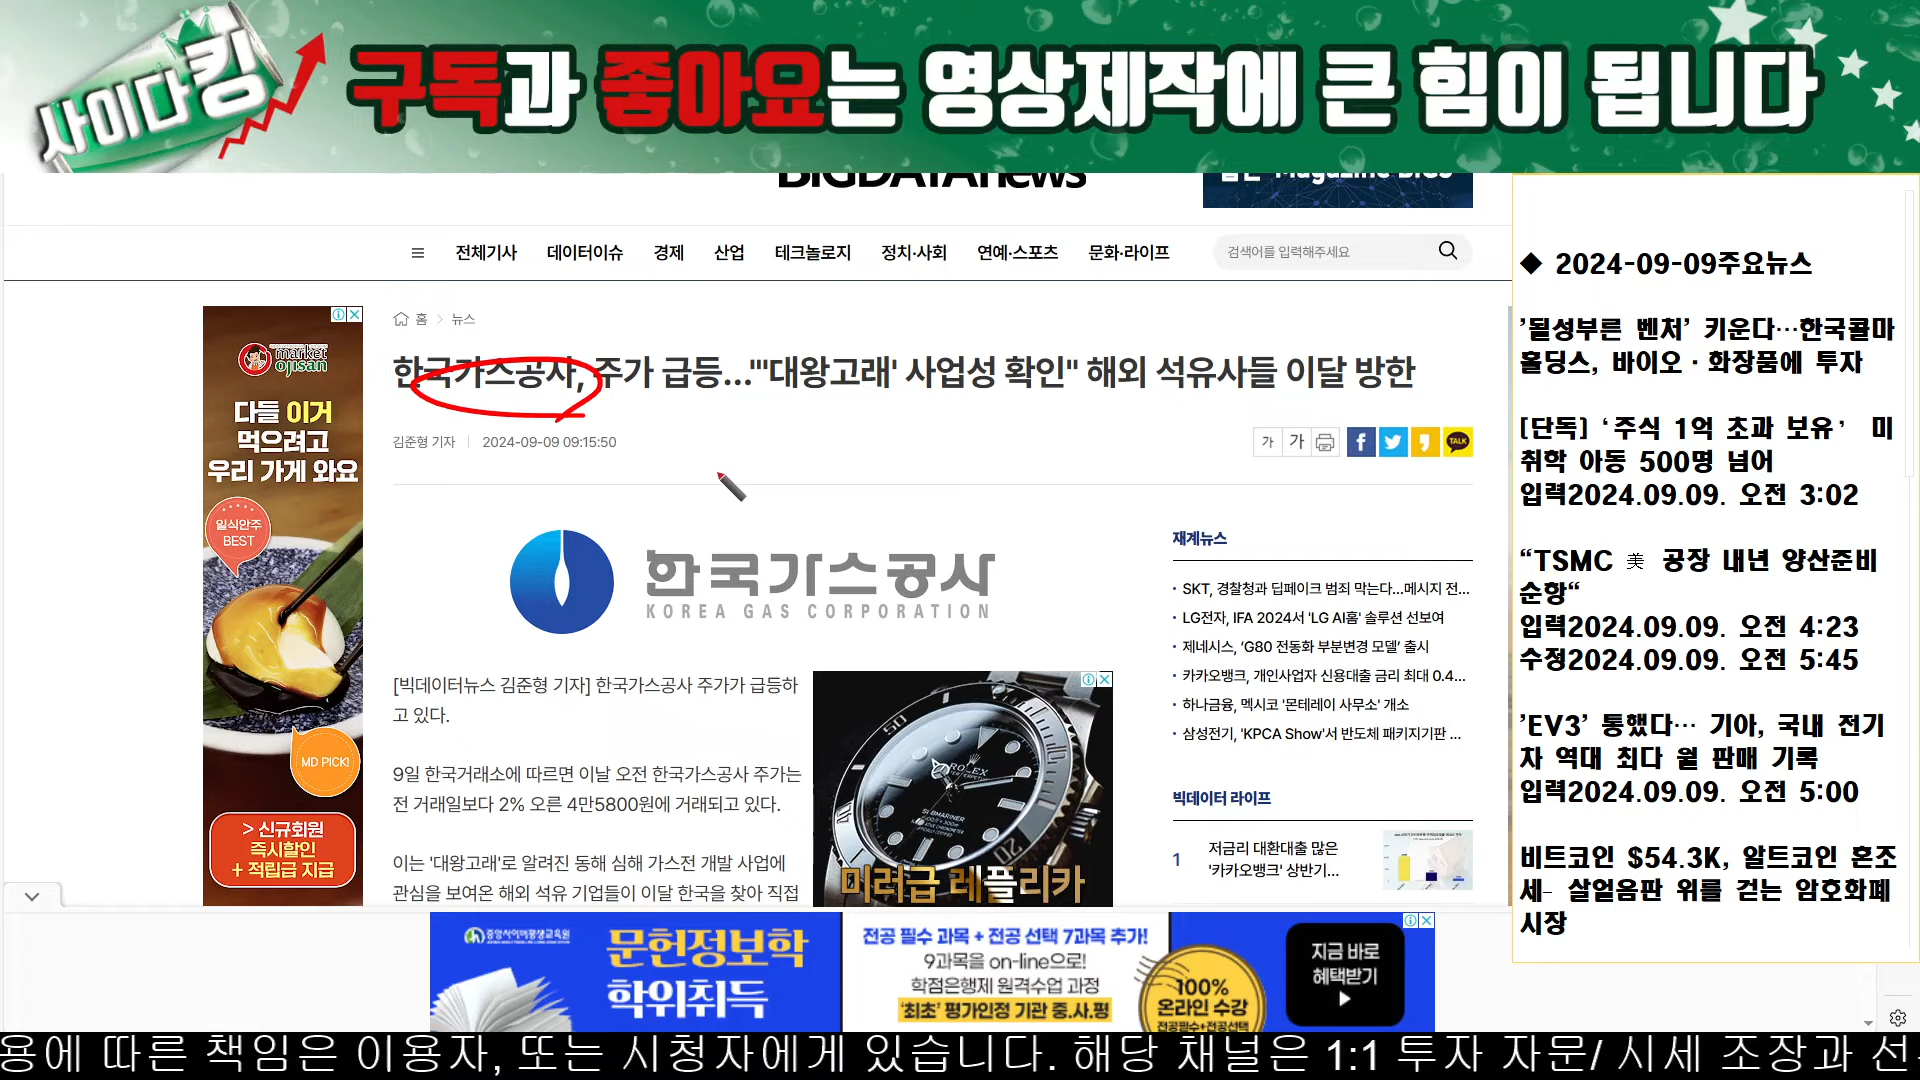 사이다킹
구독과 좋아요는 영상제작에 큰 힘이 됩니다
BIGDATAnews
전체기사 데이터이슈 경제 산업 테크놀로지 정치·사회 연예·스포츠 문화·라이프
검색어를 입력해주세요
홈 > 뉴스
한국가스공사, 주가 급등..."'대왕고래' 사업성 확인" 해외 석유사들 이달 방한
김준형 기자 | 2024-09-09 09:15:50
가 가
TALK
한국가스공사
KOREA GAS CORPORATION
[빅데이터뉴스 김준형 기자] 한국가스공사 주가가 급등하
고 있다.
9일 한국거래소에 따르면 이날 오전 한국가스공사 주가는
전 거래일보다 2% 오른 4만5800원에 거래되고 있다.
이는 '대왕고래'로 알려진 동해 심해 가스전 개발 사업에
관심을 보여온 해외 석유 기업들이 이달 한국을 찾아 직접
market
ojisan
다들 이거
먹으려고
우리 가게 와요
일식안주
BEST
MD PICK!
> 신규회원
즉시할인
+ 적립급 지급
50
ROLEX
SUBMARINER
미러급 레플리카
재계뉴스
· SKT, 경찰청과 딥페이크 범죄 막는다...메시지 전...
· LG전자, IFA 2024서 'LG AI홈' 솔루션 선보여
· 제네시스, ‘G80 전동화 부분변경 모델’ 출시
· 카카오뱅크, 개인사업자 신용대출 금리 최대 0.4...
· 하나금융, 멕시코 '몬테레이 사무소' 개소
· 삼성전기, 'KPCA Show'서 반도체 패키지기판 ...
빅데이터 라이프
1 저금리 대환대출 많은
'카카오뱅크' 상반기...
◆ 2024-09-09주요뉴스
'될성부른 벤처' 키운다…한국콜마
홀딩스, 바이오·화장품에 투자
[단독] ‘주식 1억 초과 보유’ 미
취학 아동 500명 넘어
입력2024.09.09. 오전 3:02
“TSMC 美 공장 내년 양산준비
순항“
입력2024.09.09. 오전 4:23
수정2024.09.09. 오전 5:45
'EV3' 통했다… 기아, 국내 전기
차 역대 최다 월 판매 기록
입력2024.09.09. 오전 5:00
비트코인 $54.3K, 알트코인 혼조
세– 살얼음판 위를 걷는 암호화폐
시장
중앙사이버평생교육원
문헌정보학
학위취득
전공 필수 과목 + 전공 선택 7과목 추가!
9과목을 on-line으로!
학점은행제 원격수업 과정
'최초' 평가인정 기관 중.사.평
100%
온라인 수강
전공필수+전공선택
지금 바로
혜택받기
용에 따른 책임은 이용자, 또는 시청자에게 있습니다. 해당 채널은 1:1 투자 자문/ 시세 조장과 선